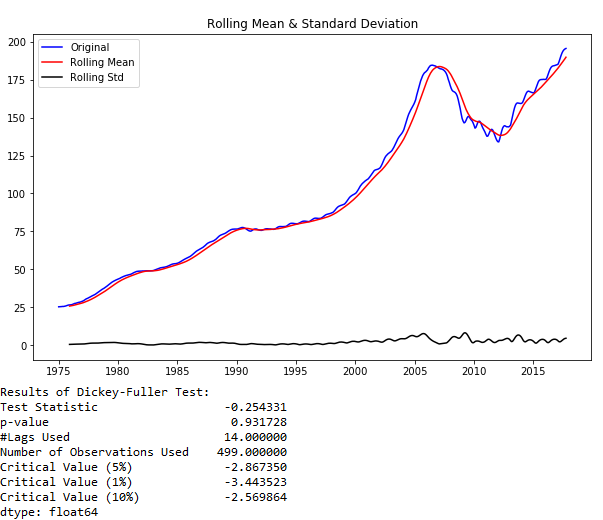 Rolling Mean & Standard Deviation
Original
Rolling Mean
Rolling Std
200
175
150
125
100
75
50
25
0
1975 1980 1985 1990 1995 2000 2005 2010 2015
Results of Dickey-Fuller Test:
Test Statistic -0.254331
p-value 0.931728
#Lags Used 14.000000
Number of Observations Used 499.000000
Critical Value (5%) -2.867350
Critical Value (1%) -3.443523
Critical Value (10%) -2.569864
dtype: float64